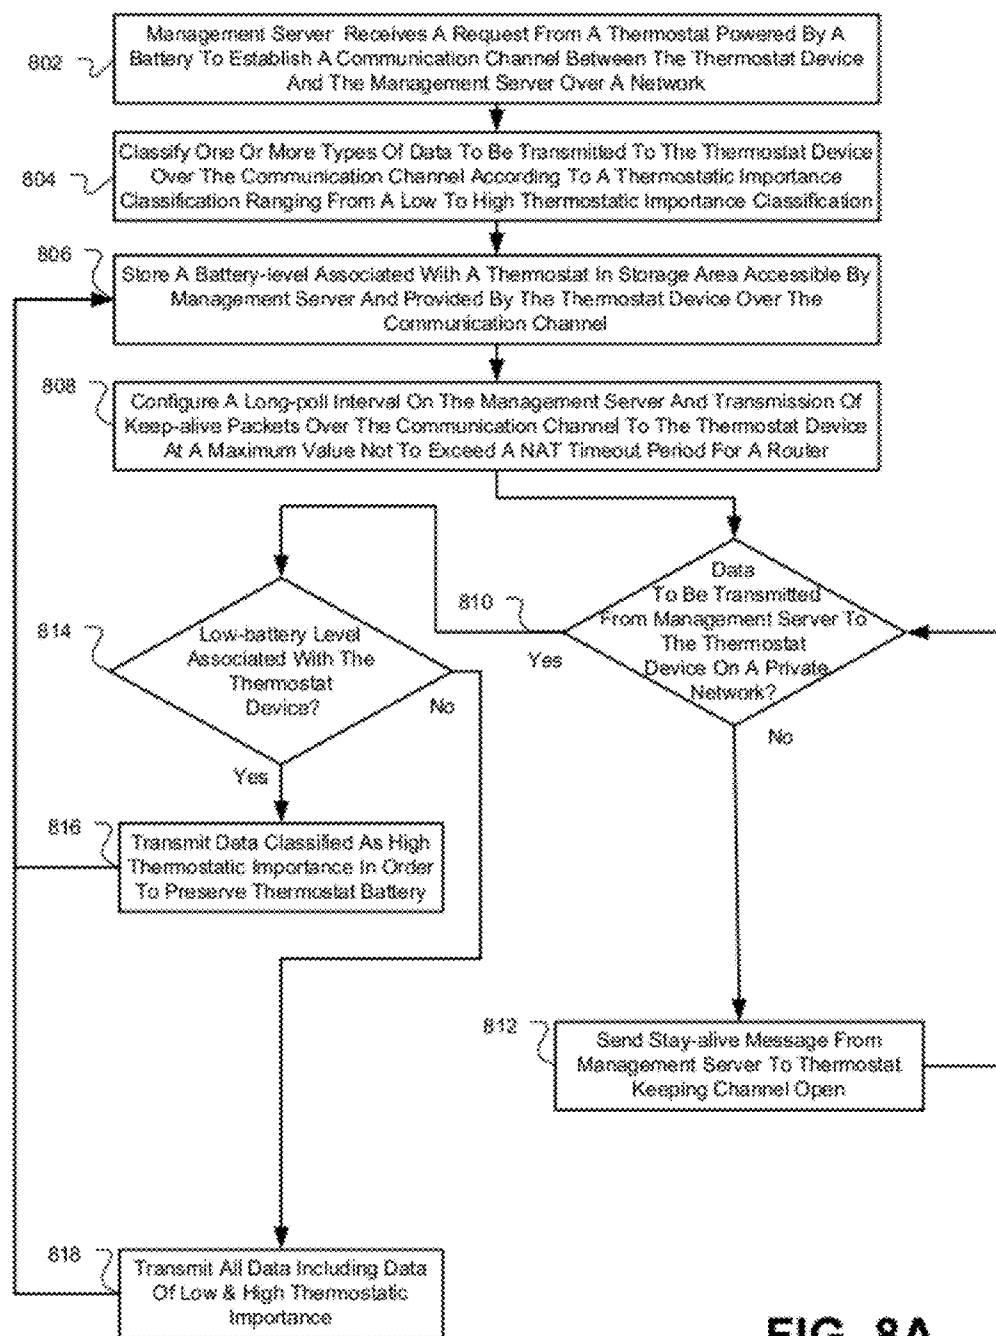 802
Management Server Receives A Request From A Thermostat Powered By A
Battery To Establish A Communication Channel Between The Thermostat Device
And The Management Server Over A Network
804
Classify One Or More Types Of Data To Be Transmitted To The Thermostat Device
Over The Communication Channel According To A Thermostatic Importance
Classification Ranging From A Low To High Thermostatic Importance Classification
806
Store A Battery-level Associated With A Thermostat In Storage Area Accessible By
Management Server And Provided By The Thermostat Device Over The
Communication Channel
808
Configure A Long-poll Interval On The Management Server And Transmission Of
Keep-alive Packets Over The Communication Channel To The Thermostat Device
At A Maximum Value Not To Exceed A NAT Timeout Period For A Router
810
Data
To Be Transmitted
From Management Server To
The Thermostat
Device On A Private
Network?
Yes
No
814
Low-battery Level
Associated With The
Thermostat
Device?
No
Yes
816
Transmit Data Classified As High
Thermostatic Importance In Order
To Preserve Thermostat Battery
812
Send Stay-alive Message From
Management Server To Thermostat
Keeping Channel Open
818
Transmit All Data Including Data
Of Low & High Thermostatic
Importance
FIG. 8A